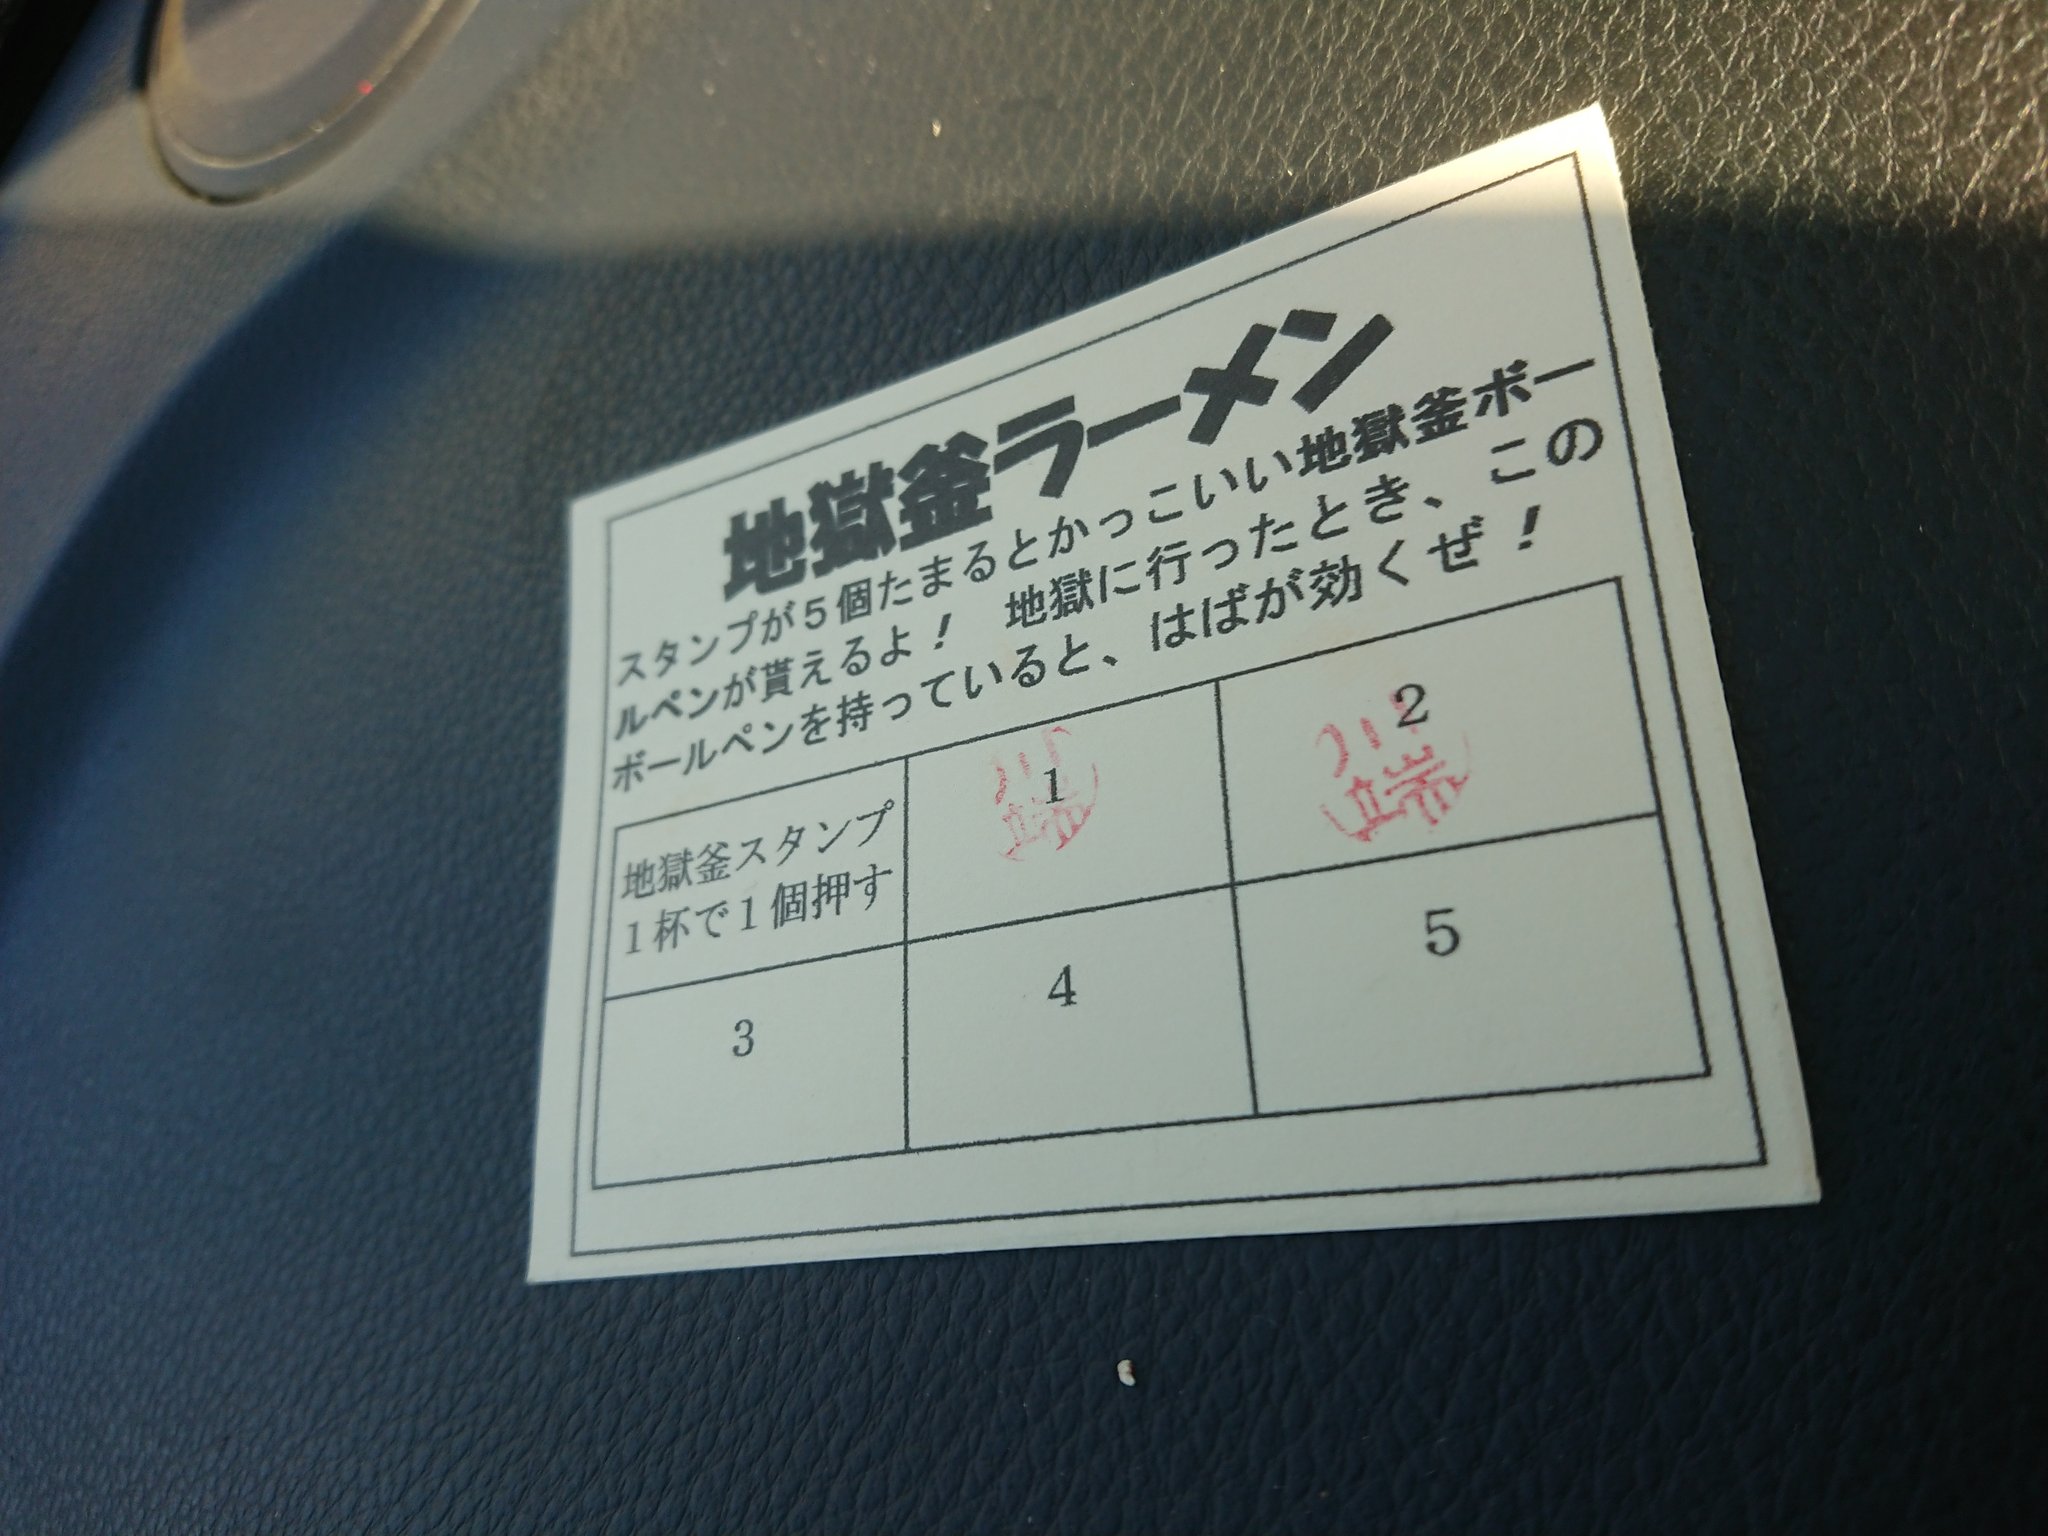 地獄釜ラーメン
スタンプが５個たまるとかっこいい地獄釜ボー
ルペンが貰えるよ！　地獄に行ったとき、この
ボールペンを持っていると、はばが効くぜ！
地獄釜スタンプ
１杯で１個押す
1
川端
2
川端
3
4
5